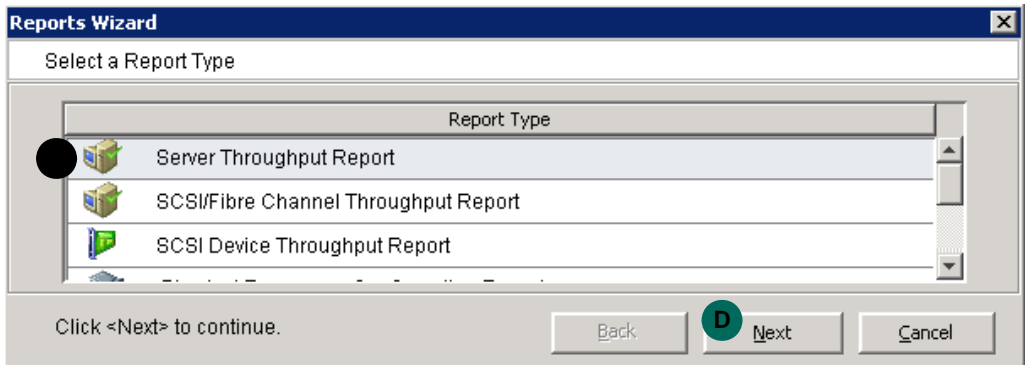 Reports Wizard
Select a Report Type
Report Type
Server Throughput Report
SCSI/Fibre Channel Throughput Report
SCSI Device Throughput Report
Click <Next> to continue.
Back
D
Next
Cancel